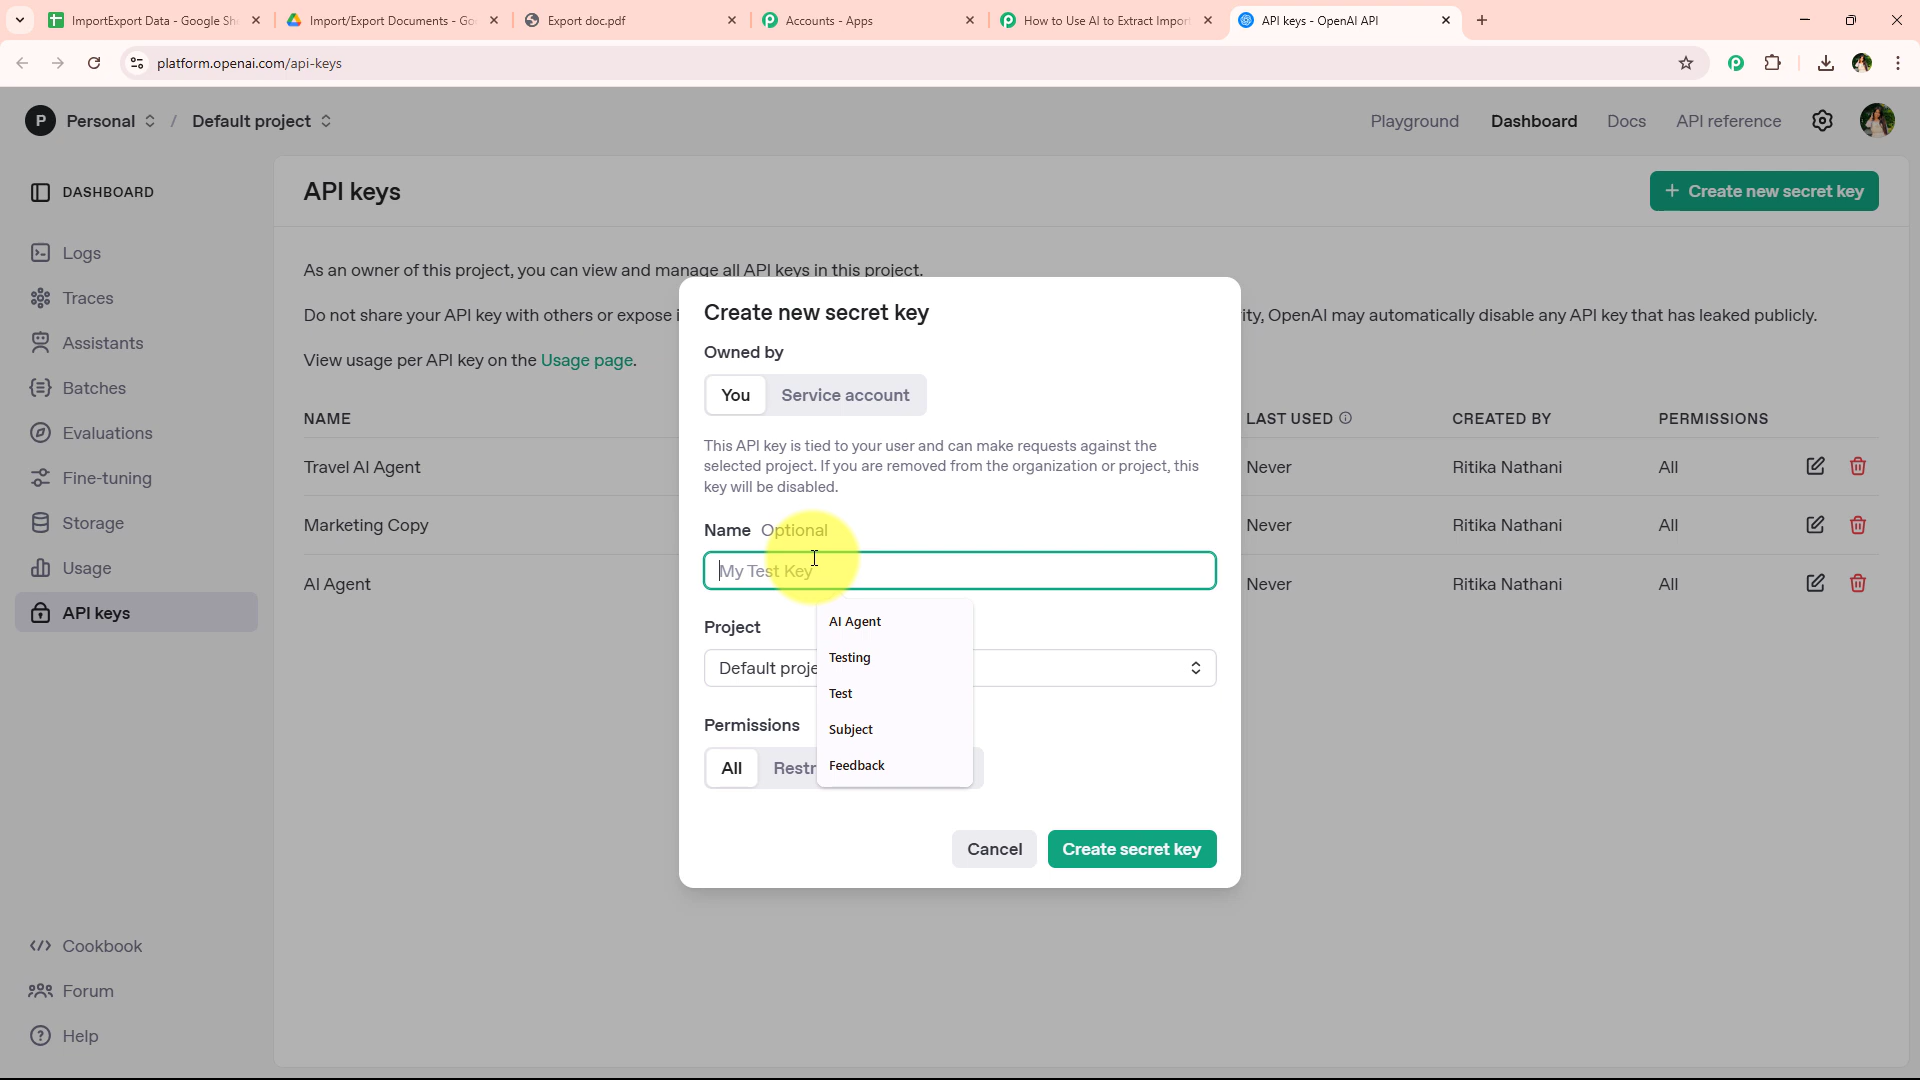 ImportExport Data - Google She
Import/Export Documents - Goo
Export doc.pdf
Accounts - Apps
How to Use AI to Extract Import
API keys - OpenAI API
platform.openai.com/api-keys
P Personal / Default project
Playground
Dashboard
Docs
API reference
DASHBOARD
Logs
Traces
Assistants
Batches
Evaluations
Fine-tuning
Storage
Usage
API keys
Cookbook
Forum
Help
API keys
+ Create new secret key
As an owner of this project, you can view and manage all API keys in this project.
Do not share your API key with others or expose i
ity, OpenAI may automatically disable any API key that has leaked publicly.
View usage per API key on the Usage page.
NAME
LAST USED
CREATED BY
PERMISSIONS
Travel AI Agent
Never
Ritika Nathani
All
Marketing Copy
Never
Ritika Nathani
All
AI Agent
Never
Ritika Nathani
All
Create new secret key
Owned by
You
Service account
This API key is tied to your user and can make requests against the
selected project. If you are removed from the organization or project, this
key will be disabled.
Name Optional
My Test Key
AI Agent
Testing
Test
Subject
Feedback
Project
Default proje
Permissions
All
Restr
Cancel
Create secret key